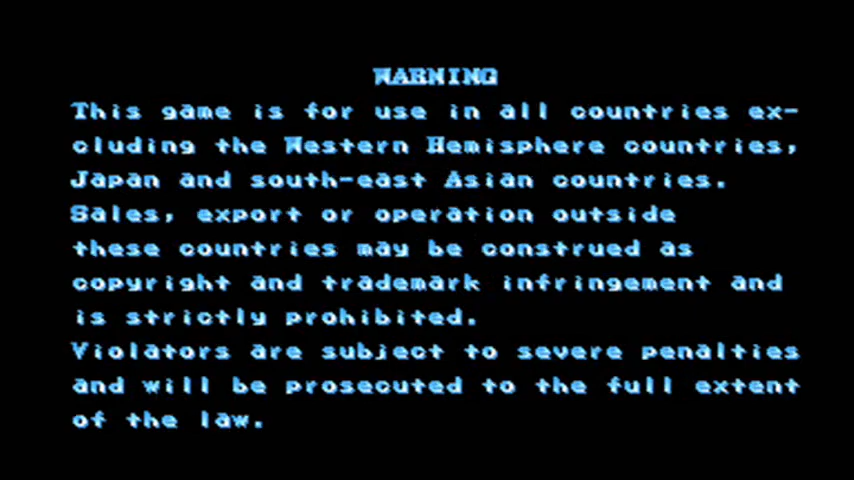 WARNING
This game is for use in all countries ex-
cluding the Western Hemisphere countries,
Japan and south-east Asian countries.
Sales, export or operation outside
these countries may be construed as
copyright and trademark infringement and
is strictly prohibited.
Violators are subject to severe penalties
and will be prosecuted to the full extent
of the law.